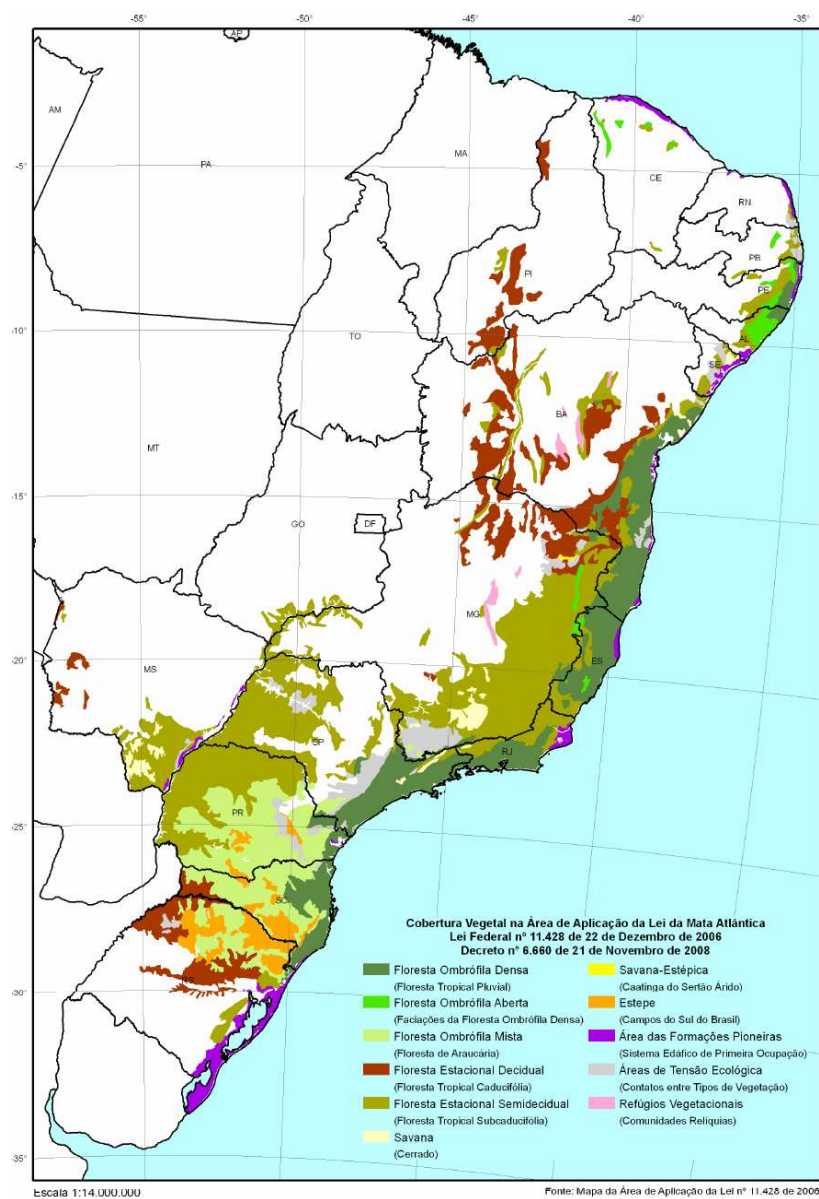 -55°
-50°
-45°
-40°
-35°
AP
AM
PA
MA
CE
RN
-5°
PB
PI
PE
AL
-10°
TO
SE
BA
MT
-15°
GO
DF
MG
MS
ES
-20°
SP
RJ
PR
-25°
SC
RS
-30°
-35°
Cobertura Vegetal na Área de Aplicação da Lei da Mata Atlântica
Lei Federal n° 11.428 de 22 de Dezembro de 2006
Decreto n° 6.660 de 21 de Novembro de 2008
Floresta Ombrófila Densa
(Floresta Tropical Pluvial)
Floresta Ombrófila Aberta
(Faciações da Floresta Ombrófila Densa)
Floresta Ombrófila Mista
(Floresta de Araucária)
Floresta Estacional Decidual
(Floresta Tropical Caducifólia)
Floresta Estacional Semidecidual
(Floresta Tropical Subcaducifólia)
Savana
(Cerrado)
Savana-Estépica
(Caatinga do Sertão Árido)
Estepe
(Campos do Sul do Brasil)
Área das Formações Pioneiras
(Sistema Edáfico de Primeira Ocupação)
Áreas de Tensão Ecológica
(Contatos entre Tipos de Vegetação)
Refúgios Vegetacionais
(Comunidades Relíquias)
Escala 1:14.000.000
Fonte: Mapa da Área de Aplicação da Lei n° 11.428 de 2006